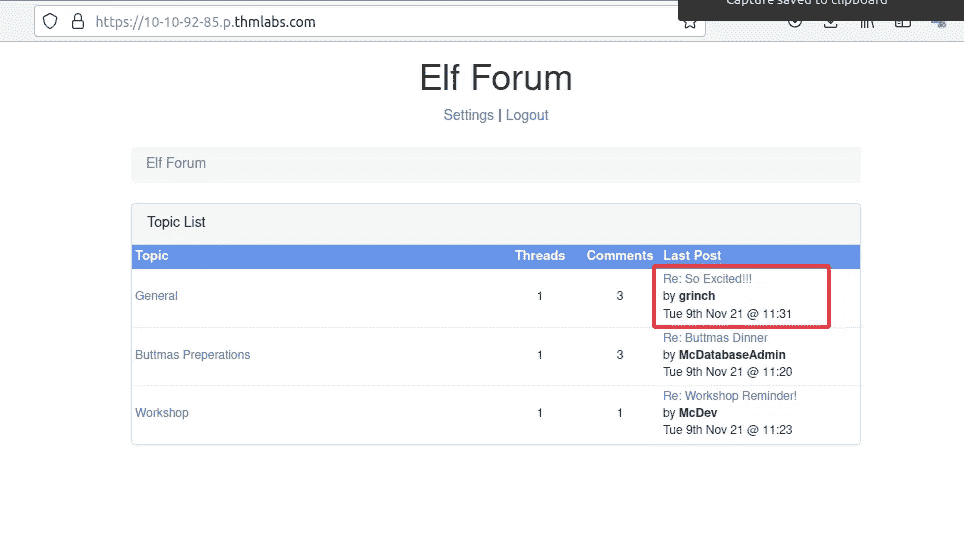 Capture saved to clipboard
https://10-10-92-85.p.thmlabs.com
Elf Forum
Settings | Logout
Elf Forum
Topic List
Topic Threads Comments Last Post
General 1 3 Re: So Excited!!!
by grinch
Tue 9th Nov 21 @ 11:31
Buttmas Preperations 1 3 Re: Buttmas Dinner
by McDatabaseAdmin
Tue 9th Nov 21 @ 11:20
Workshop 1 1 Re: Workshop Reminder!
by McDev
Tue 9th Nov 21 @ 11:23